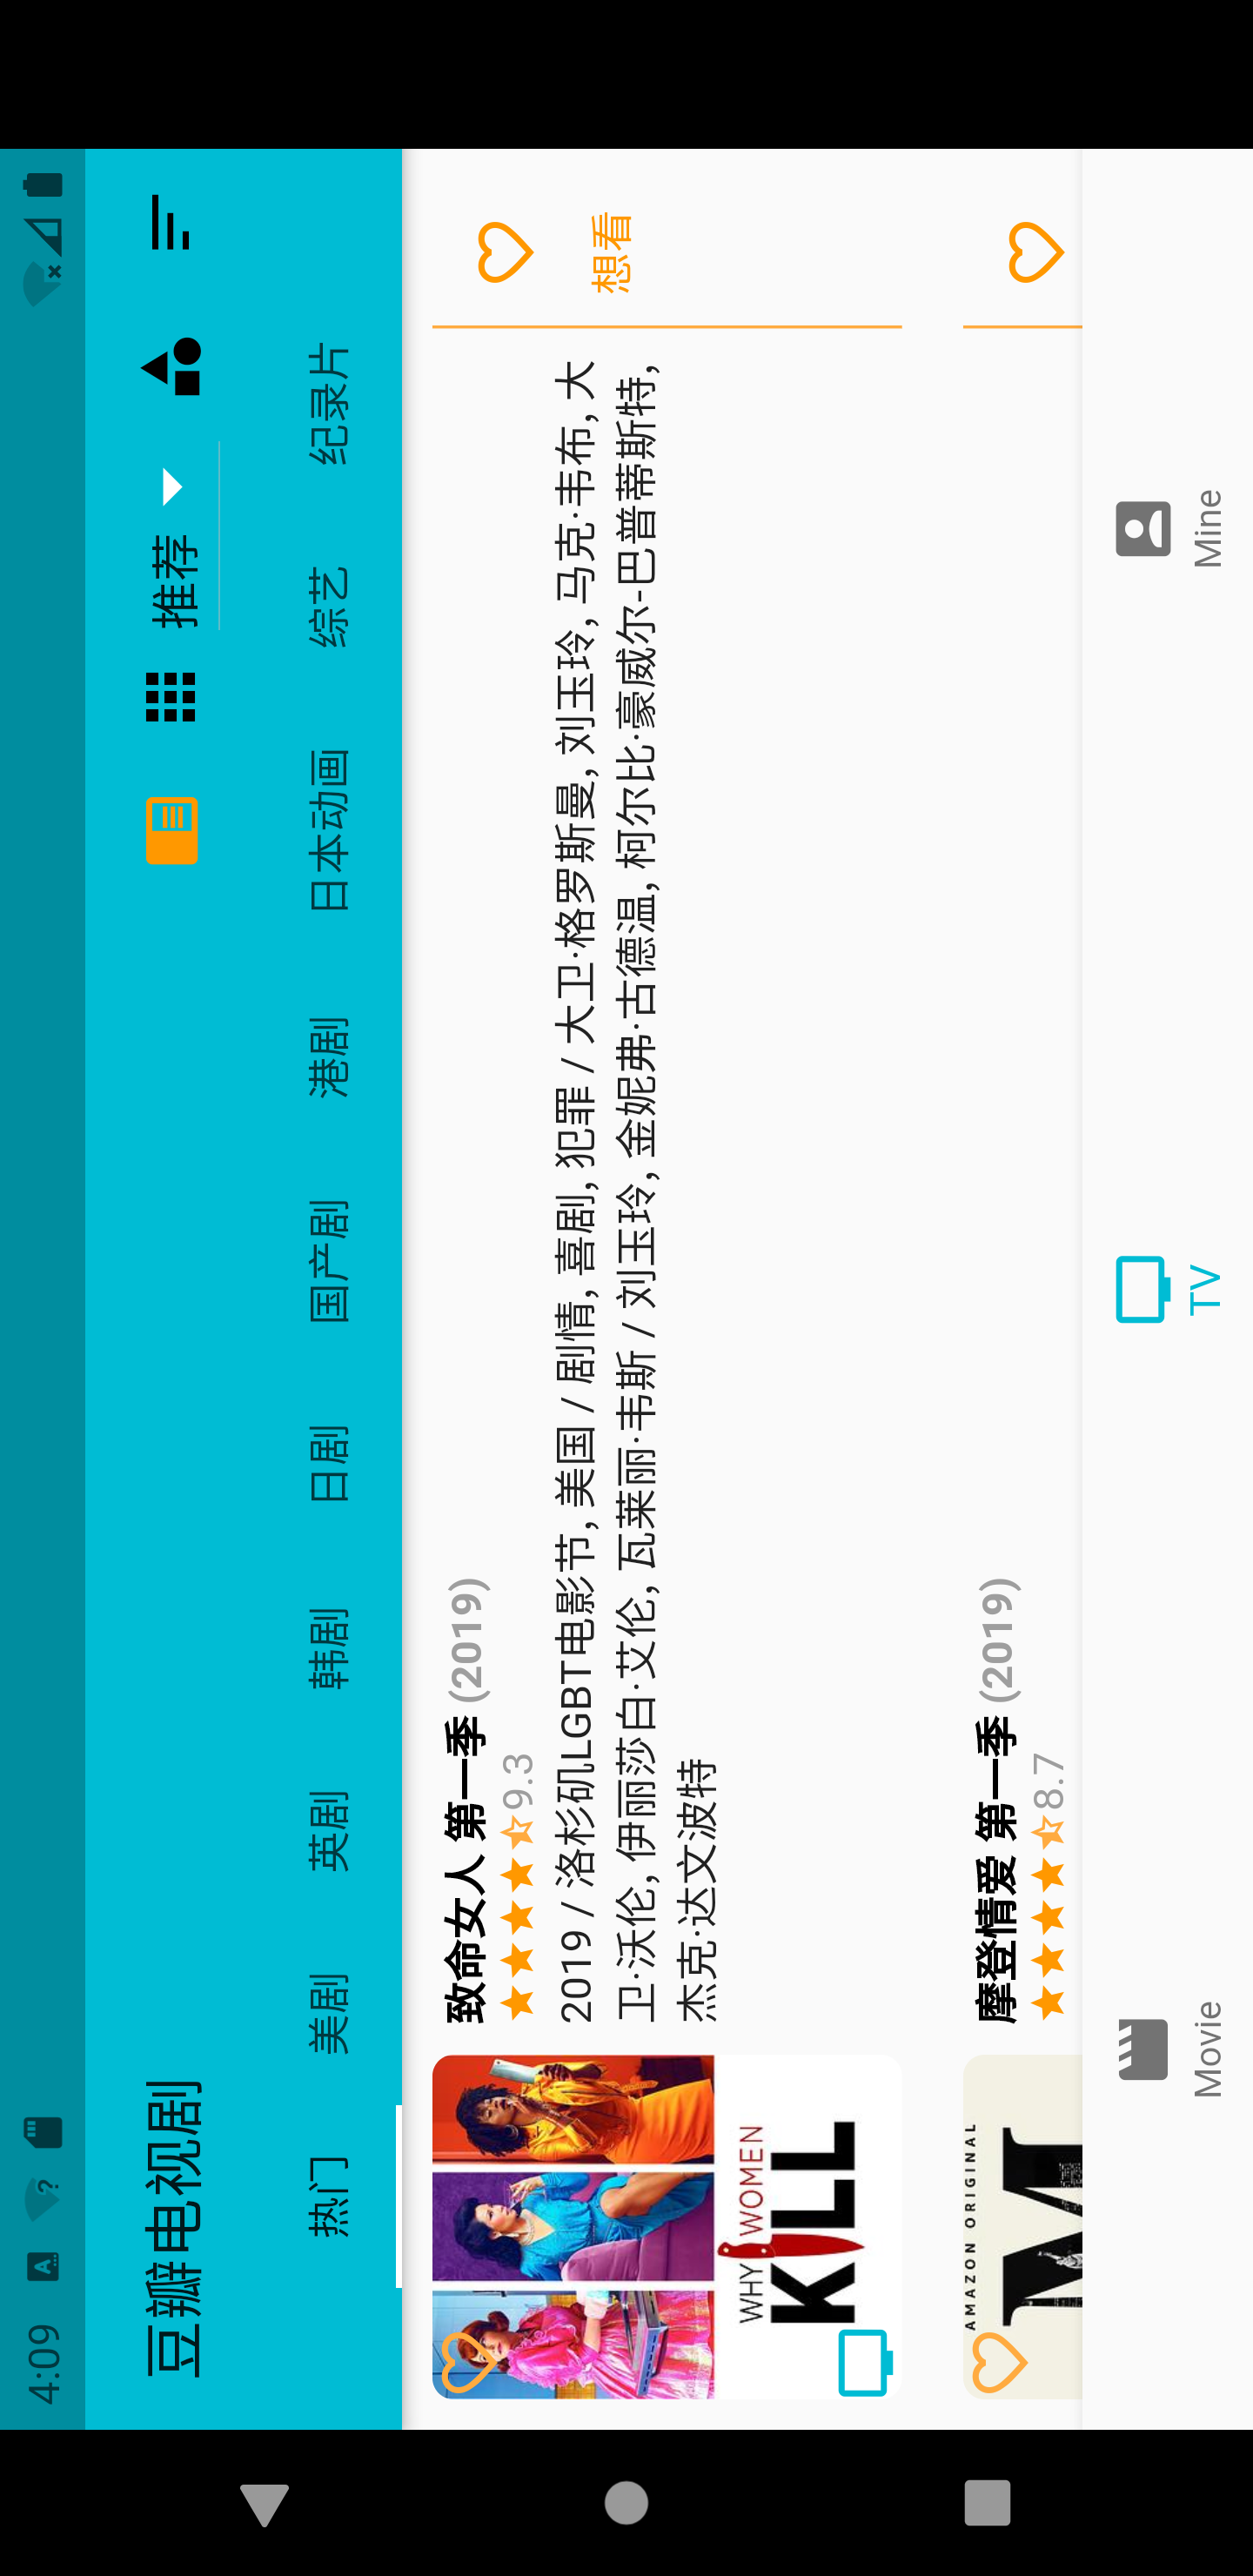 4:09
豆瓣电视剧
推荐
热门 美剧 英剧 韩剧 日剧 国产剧 港剧 日本动画 综艺 纪录片
致命女人 第一季 (2019)
9.3
2019 / 洛杉矶LGBT电影节, 美国 / 剧情, 喜剧, 犯罪 / 大卫·格罗斯曼, 刘玉玲, 马克·韦布, 大
卫·沃伦, 伊丽莎白·艾伦, 瓦莱丽·韦斯 / 刘玉玲, 金妮弗·古德温, 柯尔比·豪威尔-巴普蒂斯特,
杰克·达文波特
想看
WHY WOMEN
KILL
摩登情爱 第一季 (2019)
8.7
AMAZON ORIGINAL
M
Movie
TV
Mine